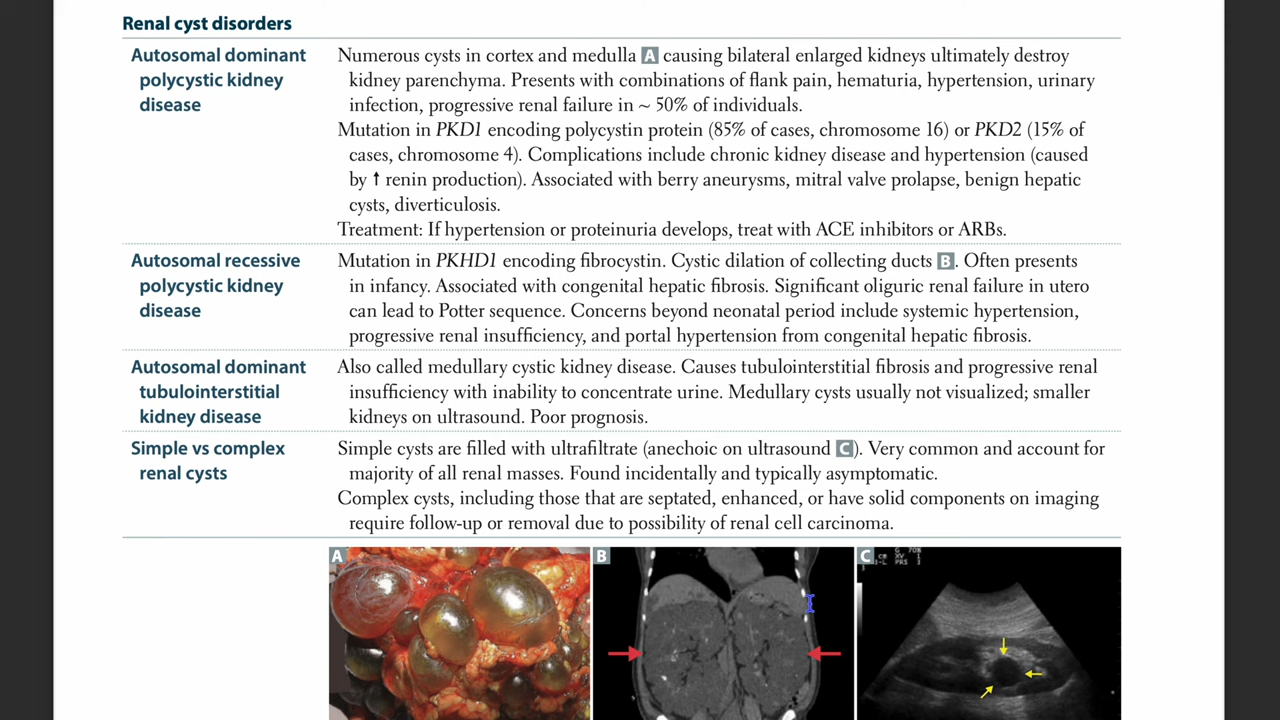 Renal cyst disorders
Autosomal dominant
polycystic kidney
disease
Numerous cysts in cortex and medulla A causing bilateral enlarged kidneys ultimately destroy
kidney parenchyma. Presents with combinations of flank pain, hematuria, hypertension, urinary
infection, progressive renal failure in ~ 50% of individuals.
Mutation in PKD1 encoding polycystin protein (85% of cases, chromosome 16) or PKD2 (15% of
cases, chromosome 4). Complications include chronic kidney disease and hypertension (caused
by ↑ renin production). Associated with berry aneurysms, mitral valve prolapse, benign hepatic
cysts, diverticulosis.
Treatment: If hypertension or proteinuria develops, treat with ACE inhibitors or ARBs.
Autosomal recessive
polycystic kidney
disease
Mutation in PKHD1 encoding fibrocystin. Cystic dilation of collecting ducts B. Often presents
in infancy. Associated with congenital hepatic fibrosis. Significant oliguric renal failure in utero
can lead to Potter sequence. Concerns beyond neonatal period include systemic hypertension,
progressive renal insufficiency, and portal hypertension from congenital hepatic fibrosis.
Autosomal dominant
tubulointerstitial
kidney disease
Also called medullary cystic kidney disease. Causes tubulointerstitial fibrosis and progressive renal
insufficiency with inability to concentrate urine. Medullary cysts usually not visualized; smaller
kidneys on ultrasound. Poor prognosis.
Simple vs complex
renal cysts
Simple cysts are filled with ultrafiltrate (anechoic on ultrasound C). Very common and account for
majority of all renal masses. Found incidentally and typically asymptomatic.
Complex cysts, including those that are septated, enhanced, or have solid components on imaging
require follow-up or removal due to possibility of renal cell carcinoma.
A
B
C
G 70%
XV 1
PRS 3